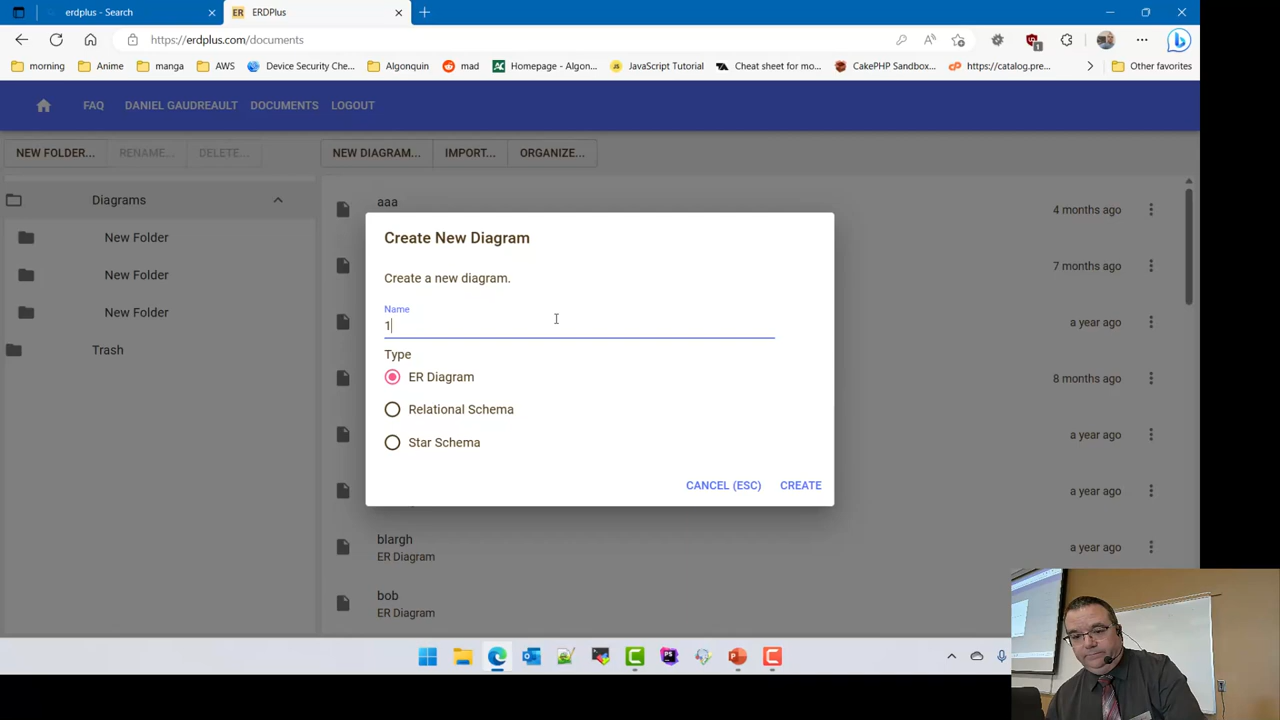 erdplus - Search
ER ERDPlus
https://erdplus.com/documents
morning
Anime
manga
AWS
Device Security Che...
Algonquin
mad
Homepage - Algon...
JavaScript Tutorial
Cheat sheet for mo...
CakePHP Sandbox...
https://catalog.pre...
Other favorites
FAQ
DANIEL GAUDREAULT
DOCUMENTS
LOGOUT
NEW FOLDER...
RENAME...
DELETE...
NEW DIAGRAM...
IMPORT...
ORGANIZE...
Diagrams
New Folder
New Folder
New Folder
Trash
aaa
4 months ago
7 months ago
a year ago
8 months ago
a year ago
a year ago
blargh
ER Diagram
a year ago
bob
ER Diagram
Create New Diagram
Create a new diagram.
Name
1
Type
ER Diagram
Relational Schema
Star Schema
CANCEL (ESC)
CREATE